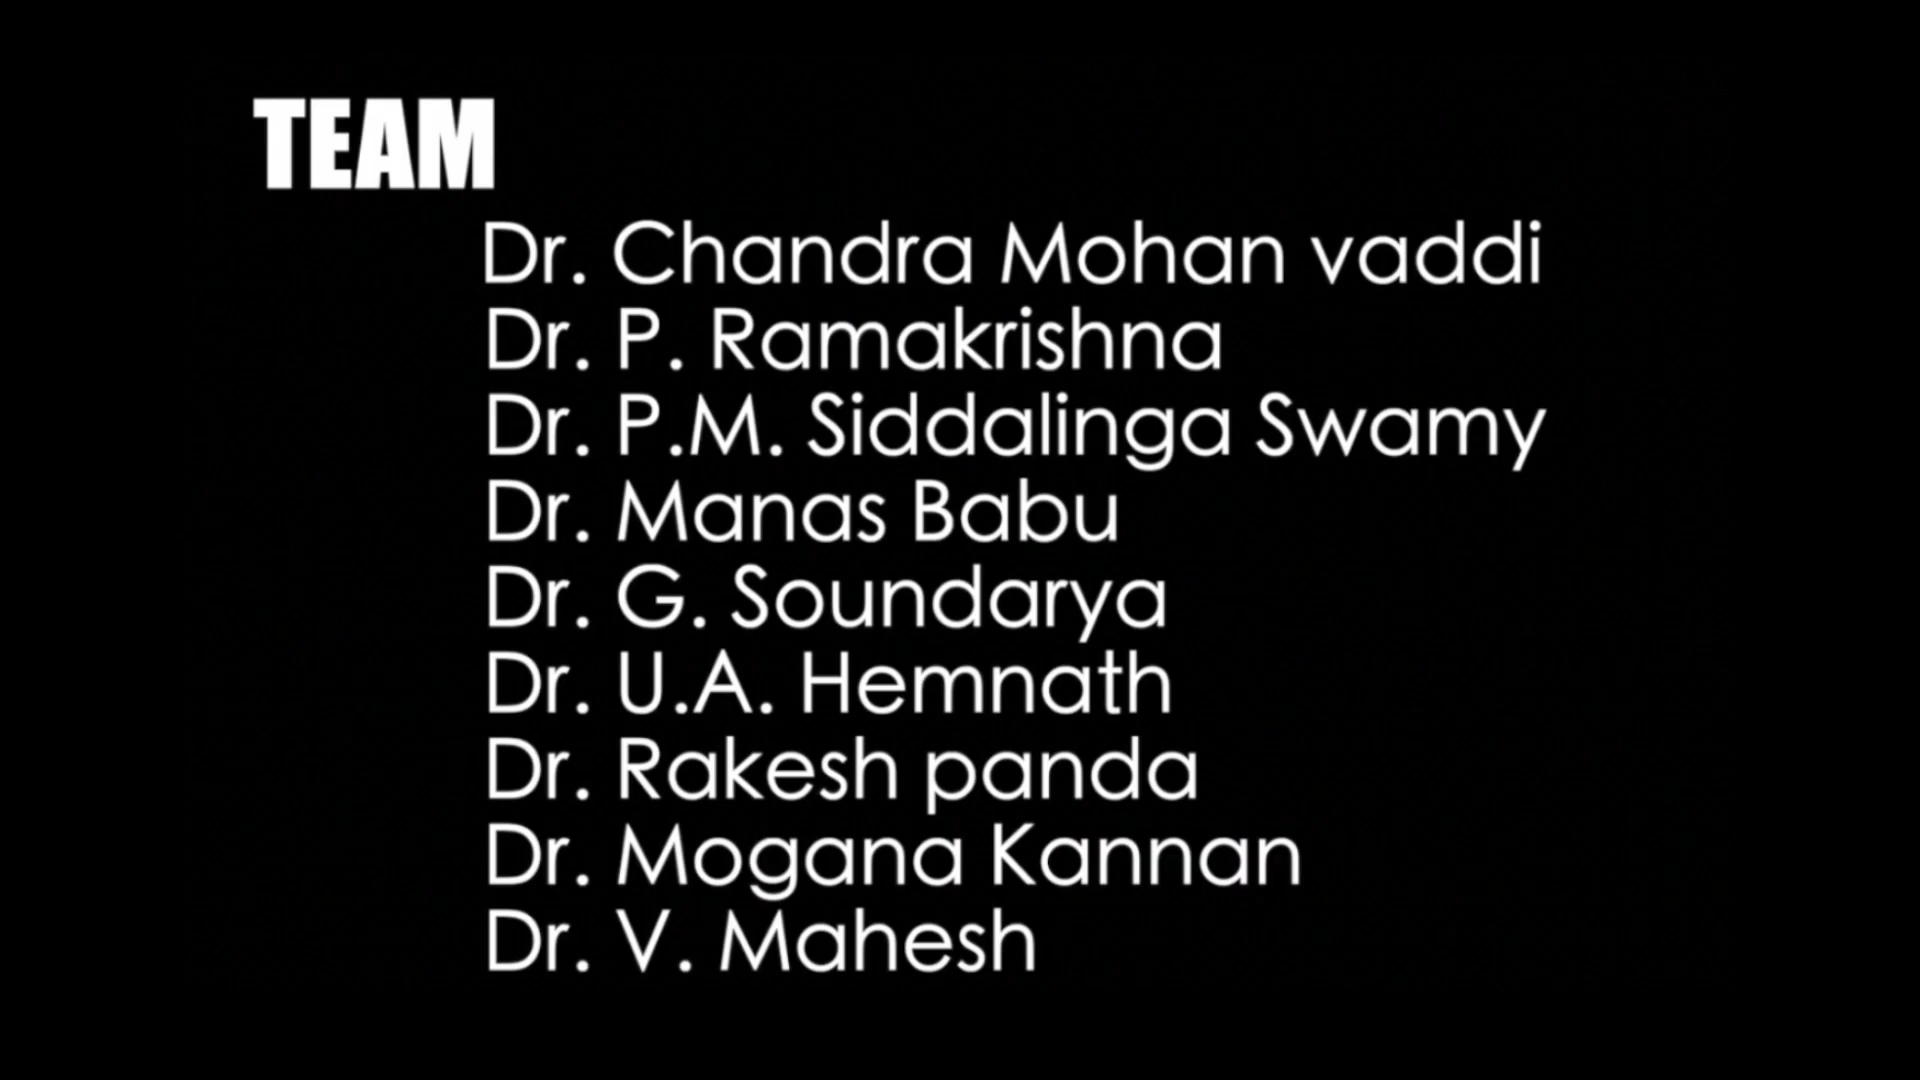 TEAM
Dr. Chandra Mohan vaddi
Dr. P. Ramakrishna
Dr. P.M. Siddalinga Swamy
Dr. Manas Babu
Dr. G. Soundarya
Dr. U.A. Hemnath
Dr. Rakesh panda
Dr. Mogana Kannan
Dr. V. Mahesh